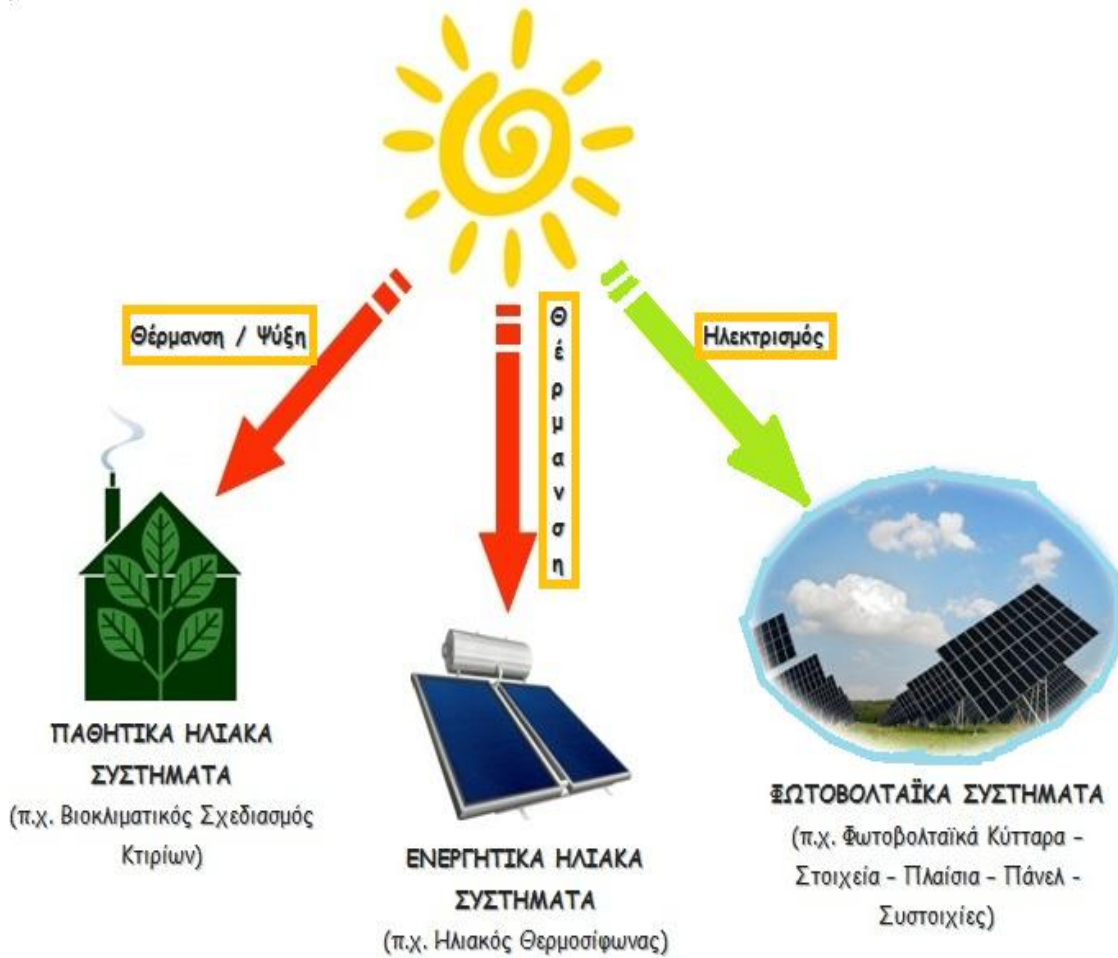 Θέρμανση / Ψύξη
Θέρμανση
Ηλεκτρισμός
ΠΑΘΗΤΙΚΑ ΗΛΙΑΚΑ
ΣΥΣΤΗΜΑΤΑ
(π.χ. Βιοκλιματικός Σχεδιασμός
Κτιρίων)
ΕΝΕΡΓΗΤΙΚΑ ΗΛΙΑΚΑ
ΣΥΣΤΗΜΑΤΑ
(π.χ. Ηλιακός Θερμοσίφωνας)
ΦΩΤΟΒΟΛΤΑΪΚΑ ΣΥΣΤΗΜΑΤΑ
(π.χ. Φωτοβολταϊκά Κύτταρα –
Στοιχεία – Πλαίσια – Πάνελ -
Συστοιχίες)